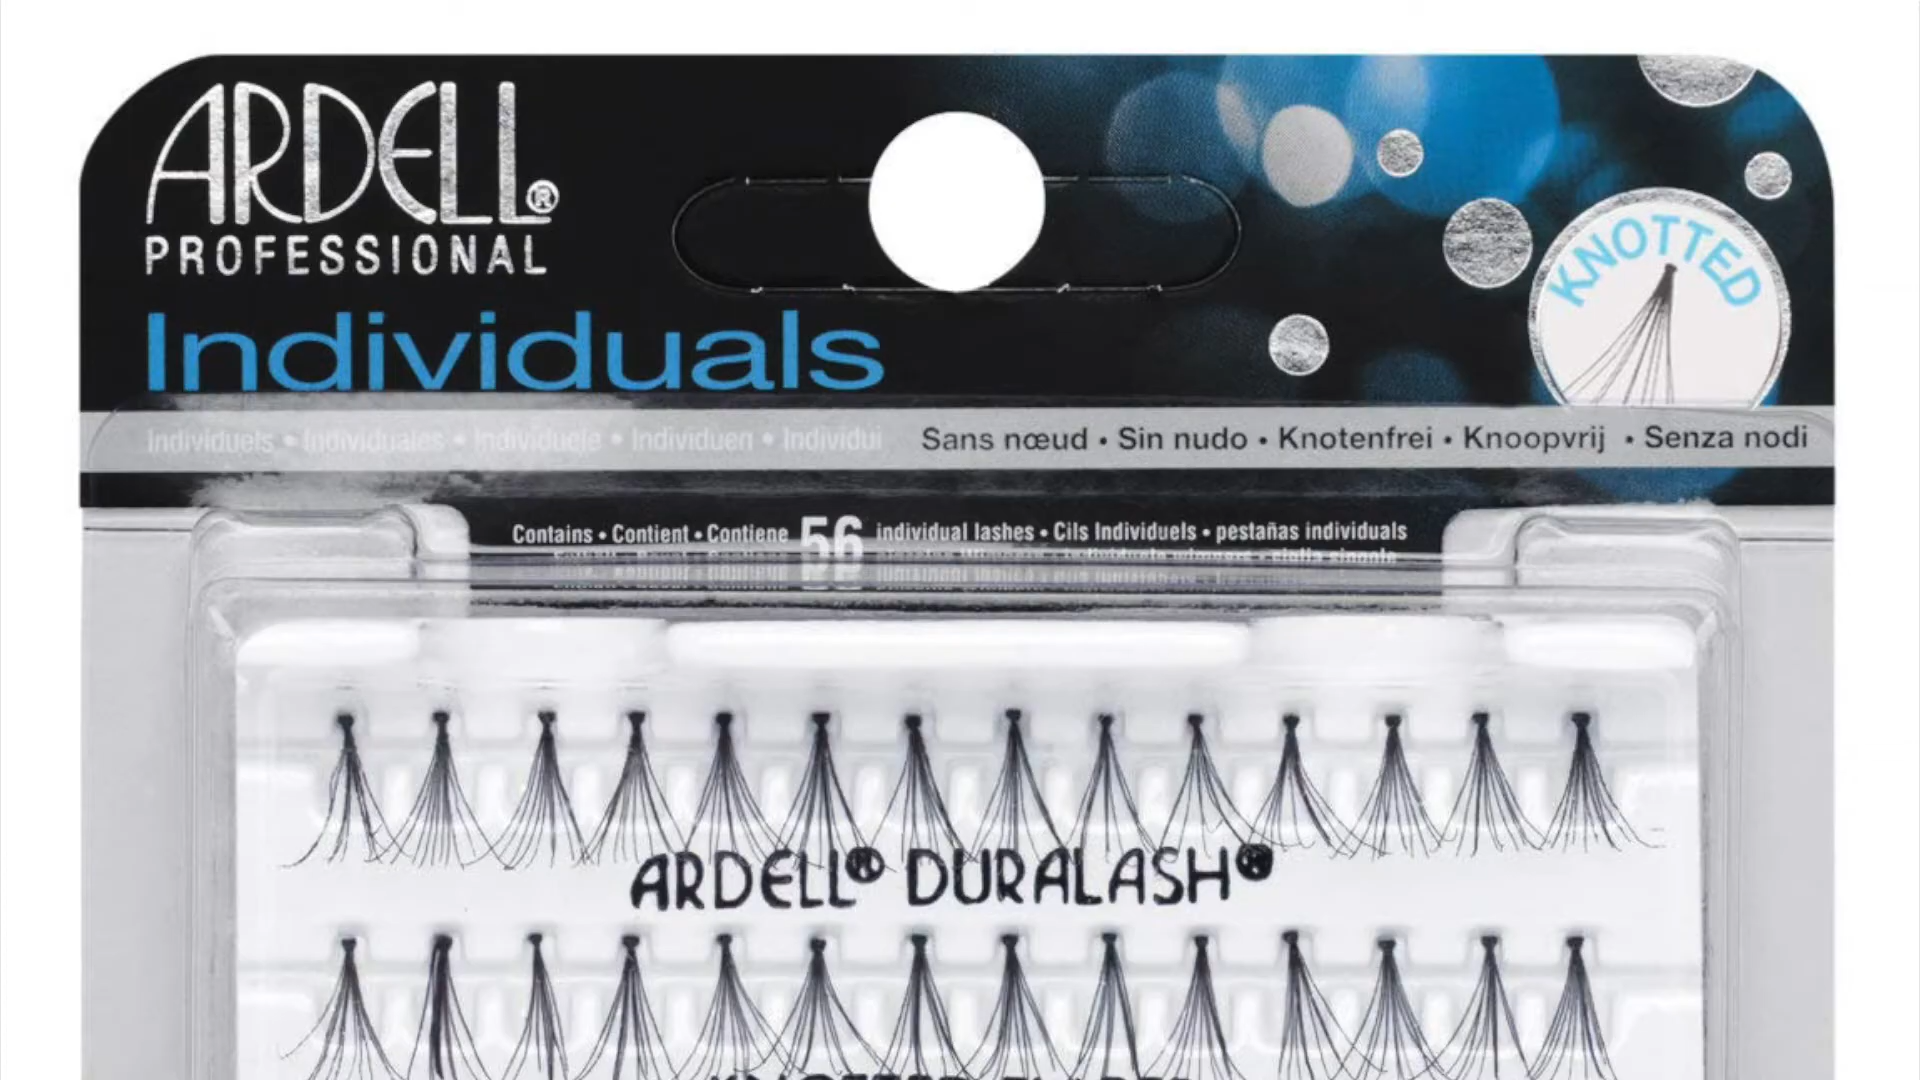 ARDELL®
PROFESSIONAL
KNOTTED
Individuals
Individuels • Individuales • Individuele • Individuen • Individui
Sans nœud • Sin nudo • Knotenfrei • Knoopvrij • Senza nodi
Contains • Contient • Contiene 56 individual lashes • Cils Individuels • pestañas individuals
ARDELL® DURALASH®